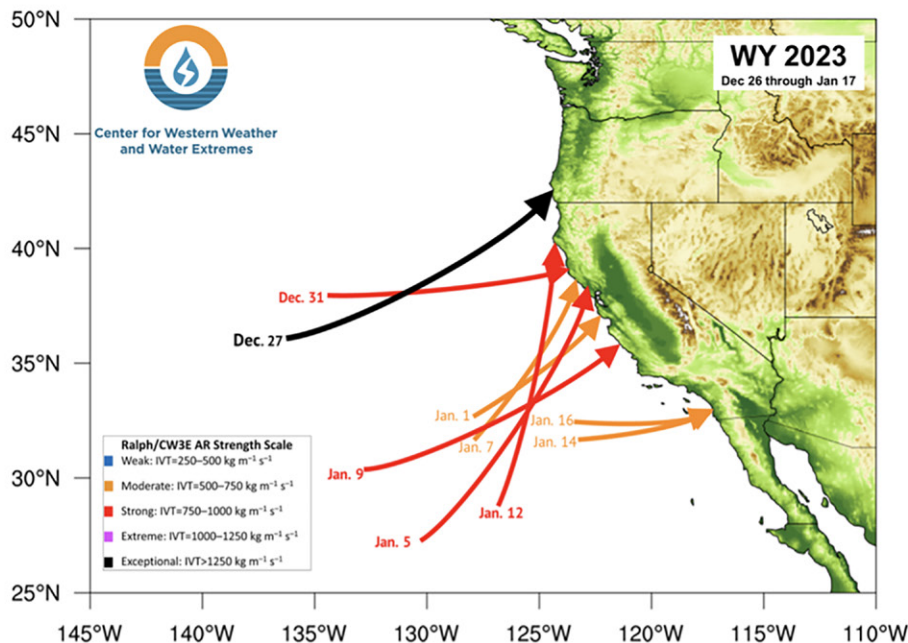 50°N
45°N
40°N
35°N
30°N
25°N
145°W
140°W
135°W
130°W
125°W
120°W
115°W
110°W
Center for Western Weather
and Water Extremes
WY 2023
Dec 26 through Jan 17
Dec. 31
Dec. 27
Jan. 1
Jan. 7
Jan. 16
Jan. 14
Jan. 9
Jan. 12
Jan. 5
Ralph/CW3E AR Strength Scale
Weak: IVT=250–500 kg m⁻¹ s⁻¹
Moderate: IVT=500–750 kg m⁻¹ s⁻¹
Strong: IVT=750–1000 kg m⁻¹ s⁻¹
Extreme: IVT=1000–1250 kg m⁻¹ s⁻¹
Exceptional: IVT>1250 kg m⁻¹ s⁻¹